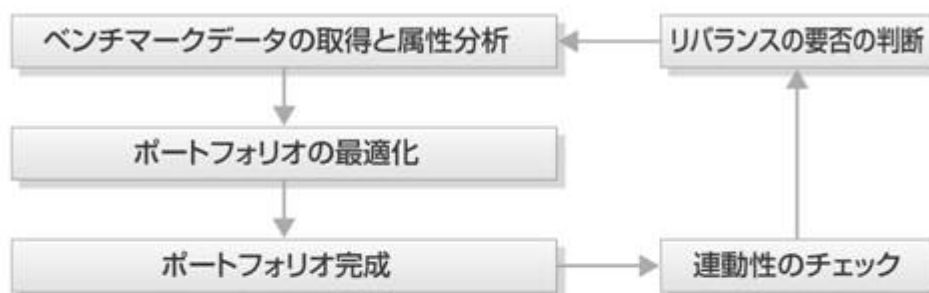 ベンチマークデータの取得と属性分析
リバランスの要否の判断
ポートフォリオの最適化
ポートフォリオ完成
連動性のチェック